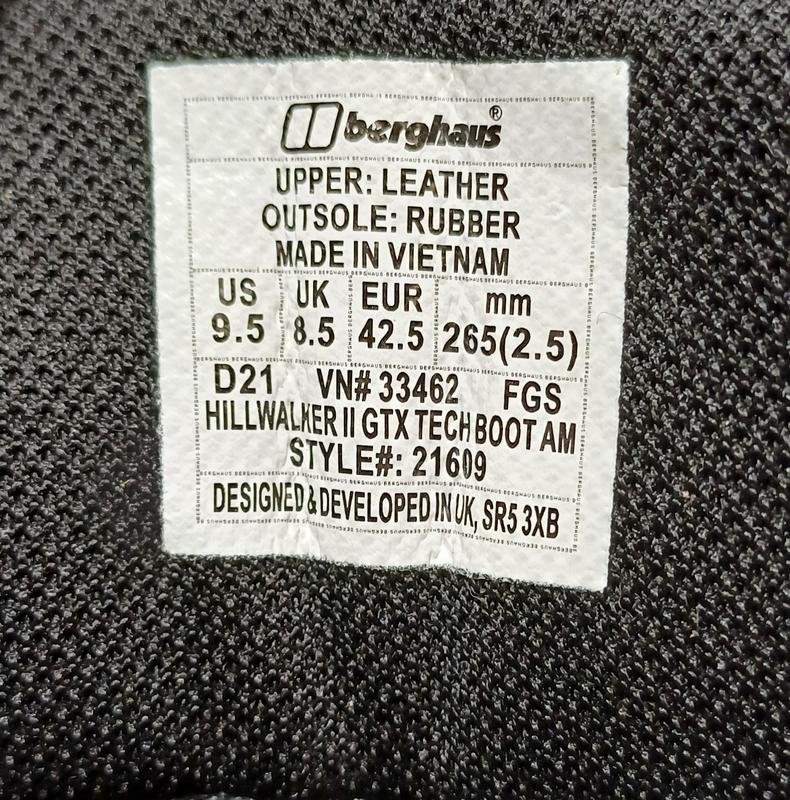 berghaus®
UPPER: LEATHER
OUTSOLE: RUBBER
MADE IN VIETNAM
US UK EUR mm
9.5 8.5 42.5 265(2.5)
D21 VN# 33462 FGS
HILLWALKER II GTX TECH BOOT AM
STYLE#: 21609
DESIGNED & DEVELOPED IN UK, SR5 3XB